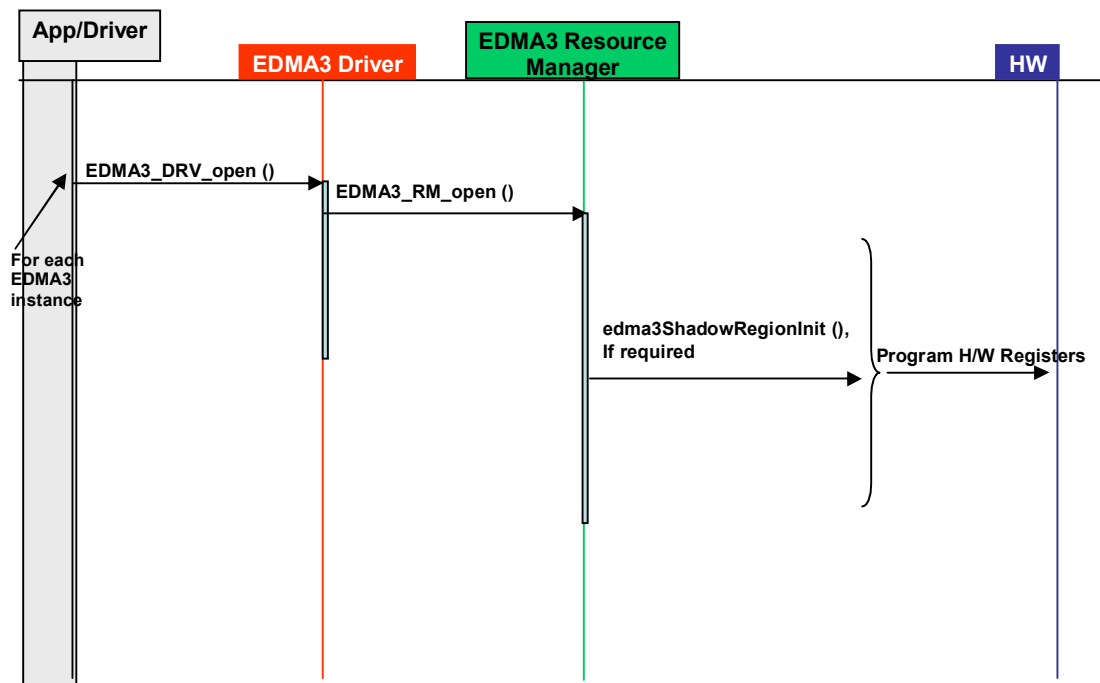 App/Driver
EDMA3 Driver
EDMA3 Resource
Manager
HW
EDMA3_DRV_open ()
EDMA3_RM_open ()
For each
EDMA3
instance
edma3ShadowRegionInit (),
If required
Program H/W Registers